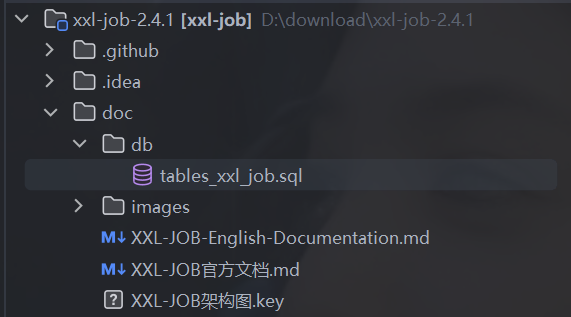 xxl-job-2.4.1 [xxl-job] D:\download\xxl-job-2.4.1
.github
.idea
doc
db
tables_xxl_job.sql
images
M↓ XXL-JOB-English-Documentation.md
M↓ XXL-JOB官方文档.md
? XXL-JOB架构图.key